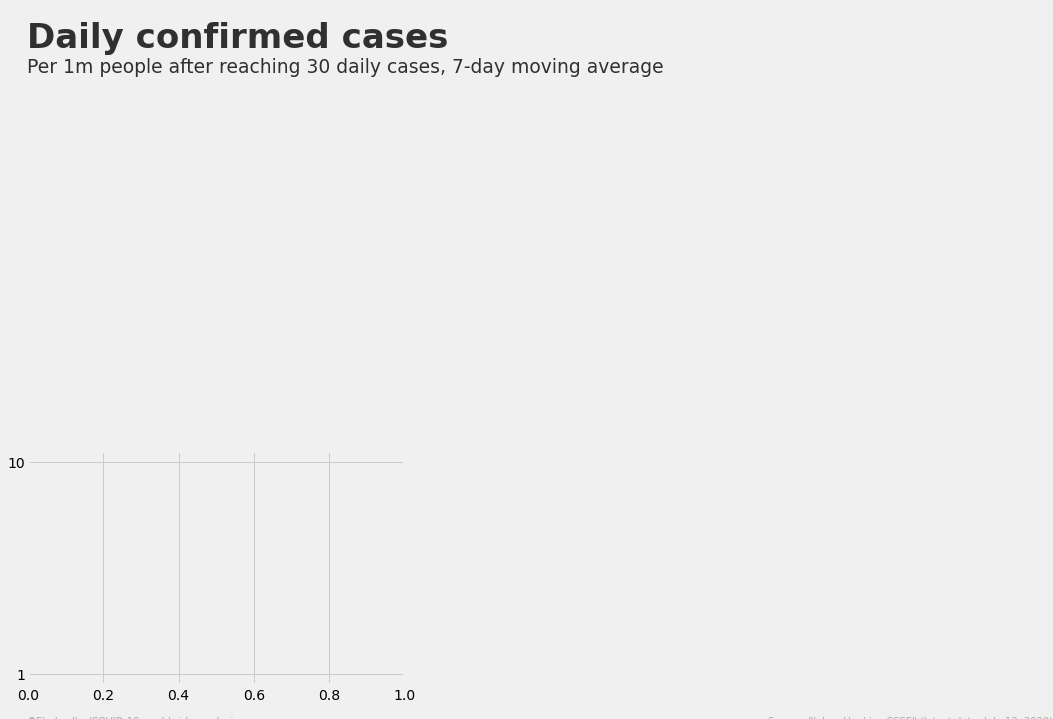 Daily confirmed cases
Per 1m people after reaching 30 daily cases, 7-day moving average
10
1
0.0 0.2 0.4 0.6 0.8 1.0